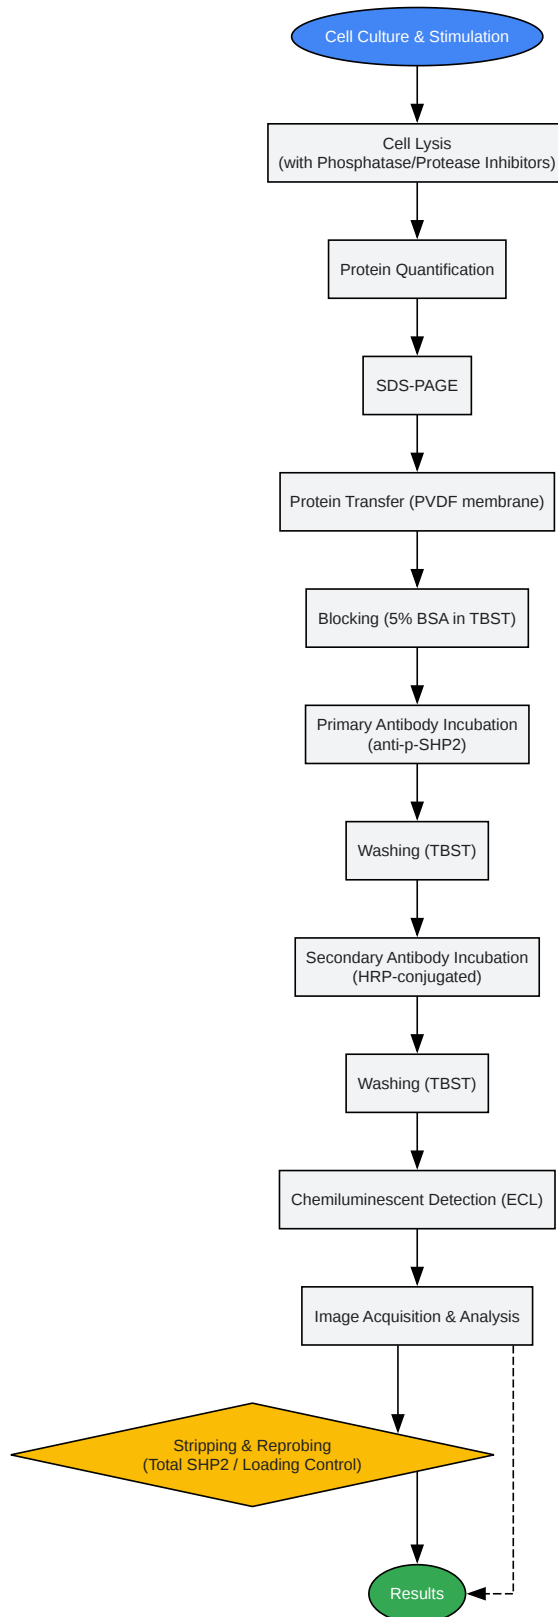 Cell Culture & Stimulation
Cell Lysis
(with Phosphatase/Protease Inhibitors)
Protein Quantification
SDS-PAGE
Protein Transfer (PVDF membrane)
Blocking (5% BSA in TBST)
Primary Antibody Incubation
(anti-p-SHP2)
Washing (TBST)
Secondary Antibody Incubation
(HRP-conjugated)
Washing (TBST)
Chemiluminescent Detection (ECL)
Image Acquisition & Analysis
Stripping & Reprobing
(Total SHP2 / Loading Control)
Results